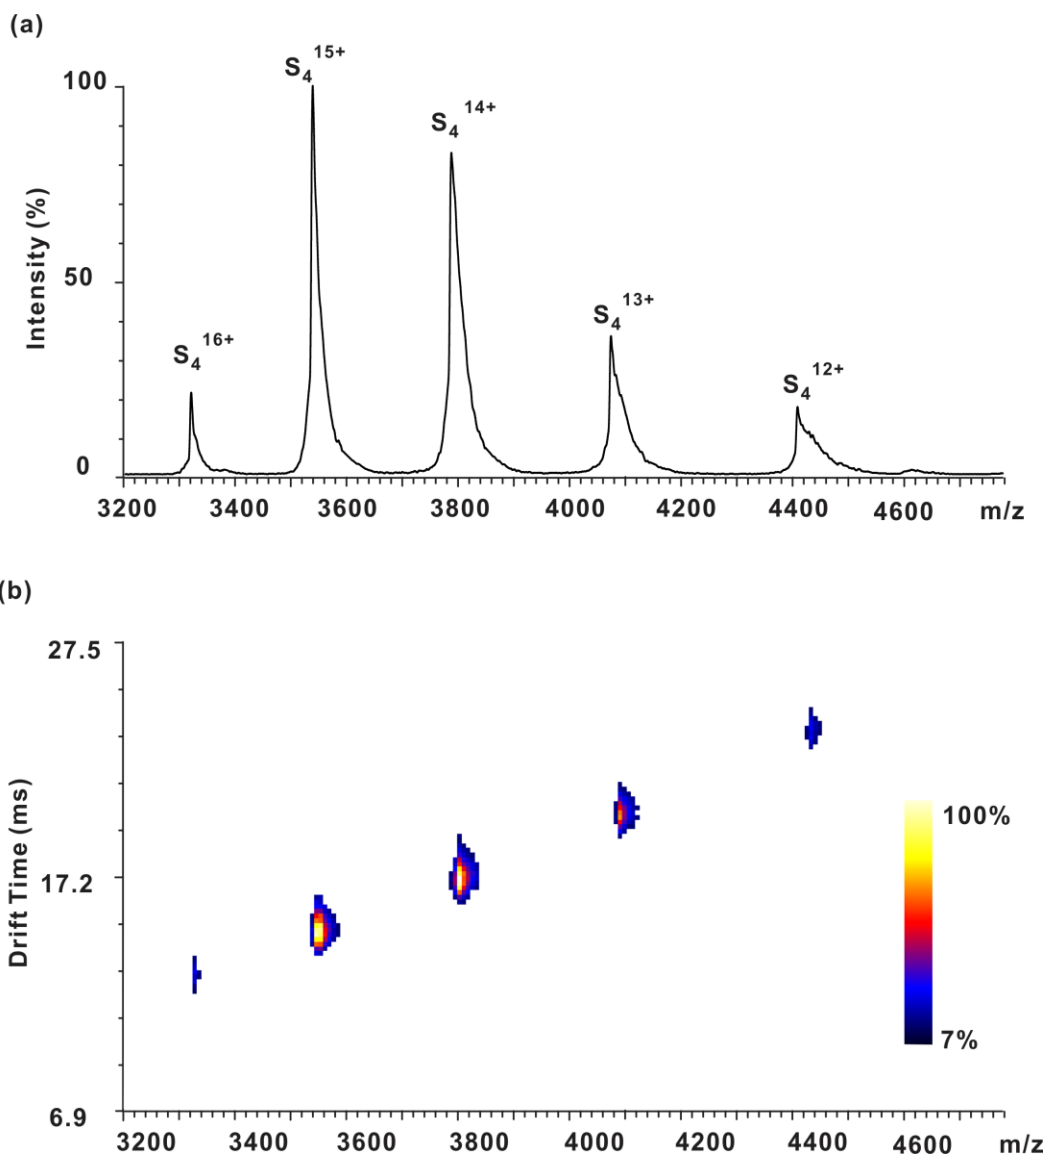 (a)
S4 15+
100
S4 14+
Intensity (%)
50
S4 13+
S4 16+
S4 12+
0
3200 3400 3600 3800 4000 4200 4400 4600 m/z
(b)
27.5
Drift Time (ms)
17.2
100%
7%
6.9
3200 3400 3600 3800 4000 4200 4400 4600 m/z